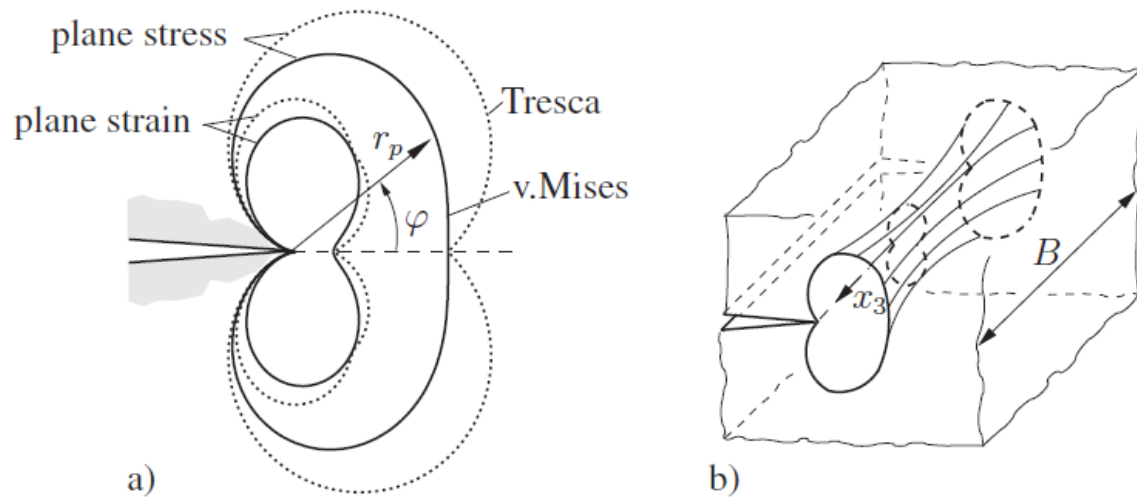 plane stress
plane strain
Tresca
r_p
v.Mises
φ
a)
x_3
B
b)